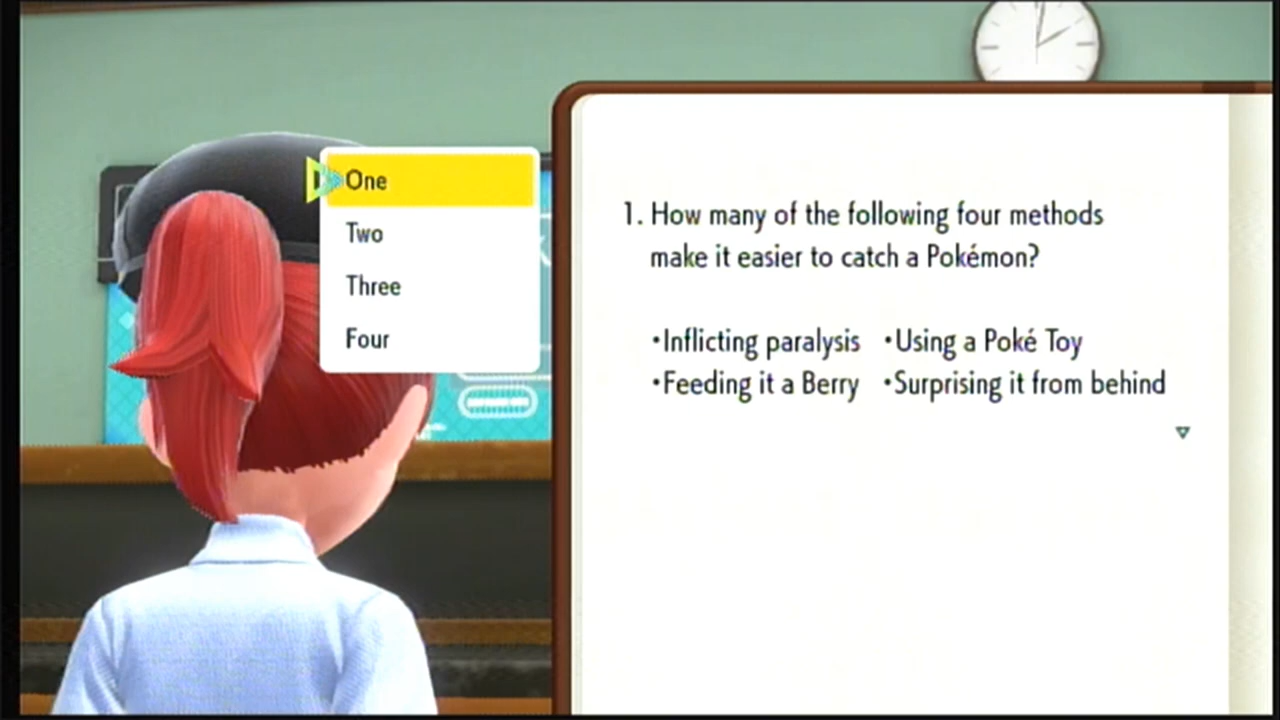 One
Two
Three
Four
1. How many of the following four methods
make it easier to catch a Pokémon?
•Inflicting paralysis •Using a Poké Toy
•Feeding it a Berry •Surprising it from behind